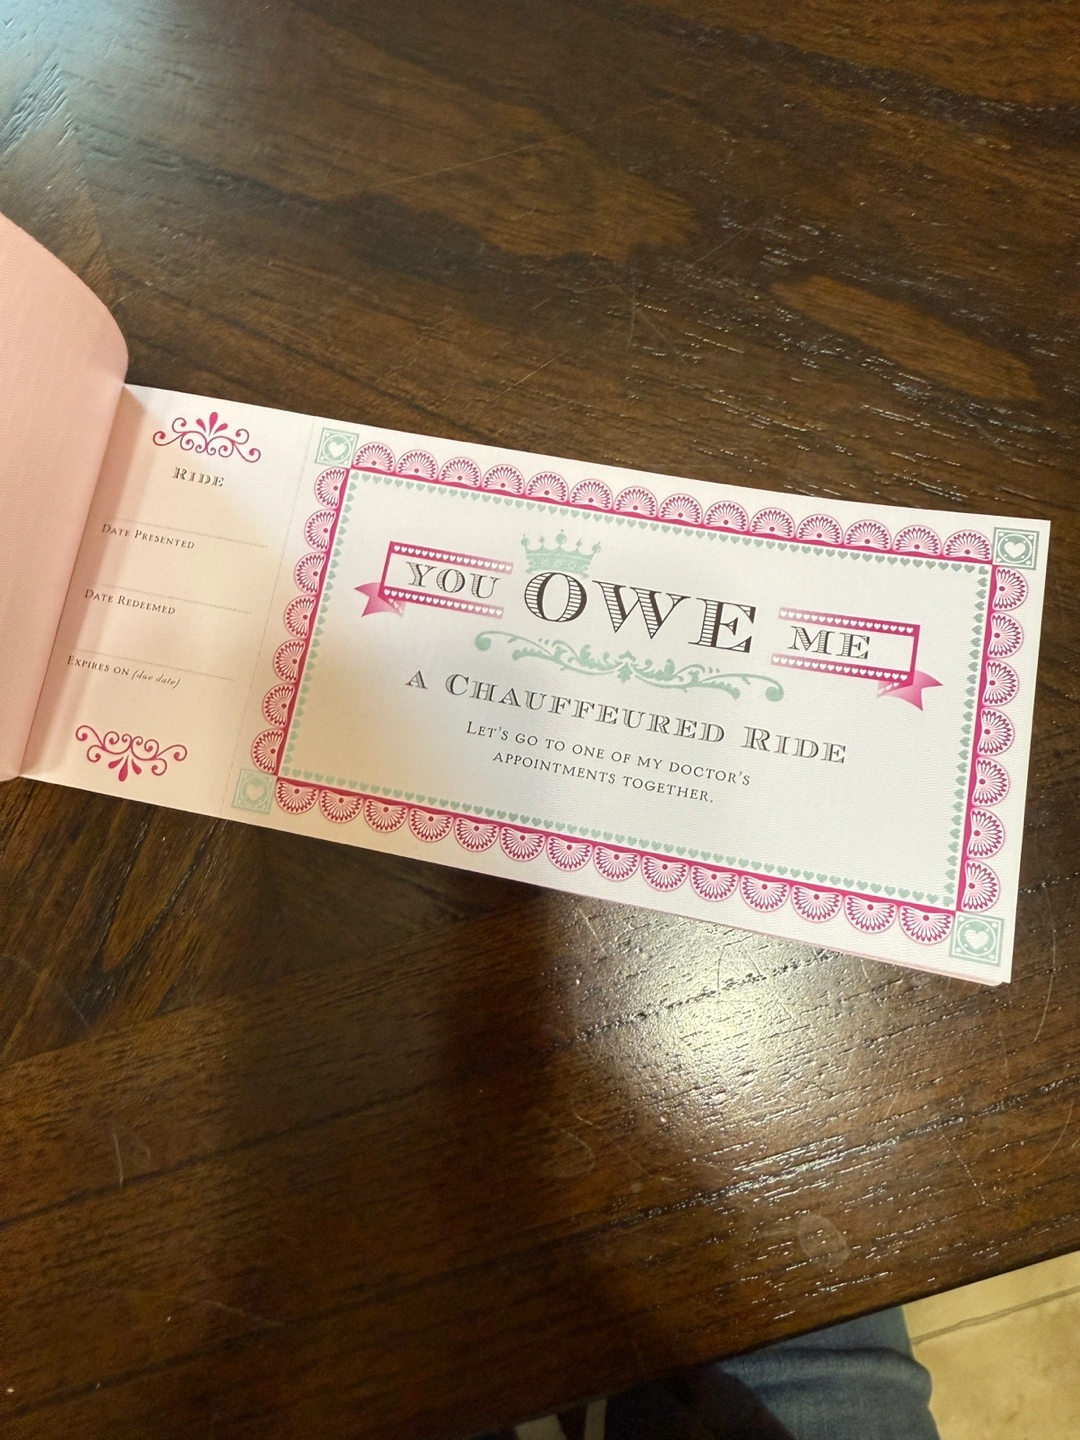 RIDE
DATE PRESENTED
DATE REDEEMED
EXPIRES ON (due date)
YOU OWE ME
A CHAUFFEURED RIDE
LET'S GO TO ONE OF MY DOCTOR'S
APPOINTMENTS TOGETHER.